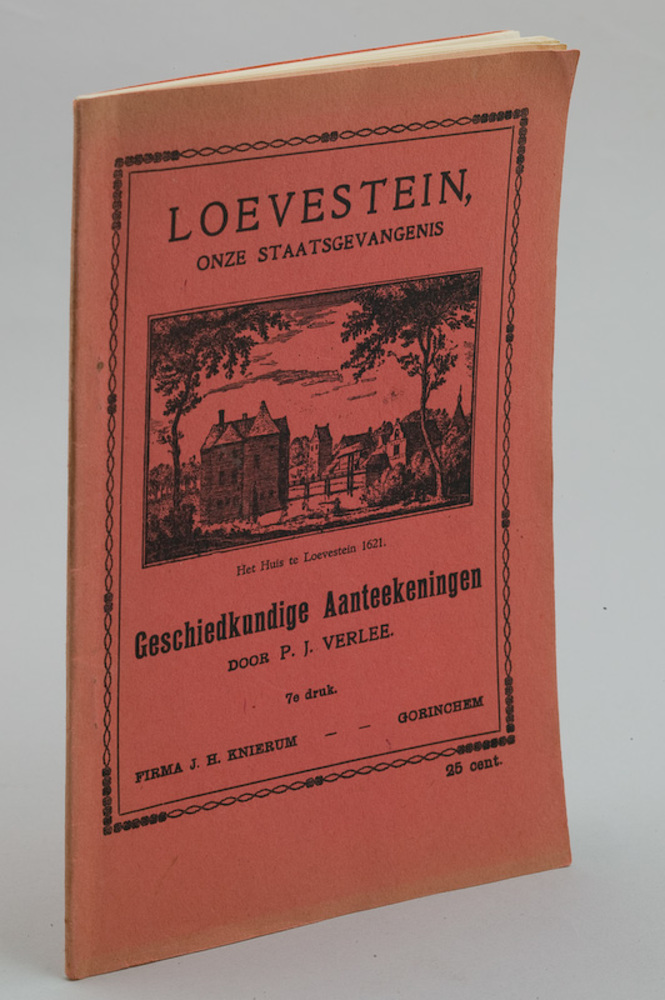 LOEVESTEIN,
ONZE STAATSGEVANGENIS
Het Huis te Loevestein 1621.
Geschiedkundige Aanteekeningen
DOOR P. J. VERLEE.
7e druk.
FIRMA J. H. KNIERUM — — GORINCHEM
25 cent.